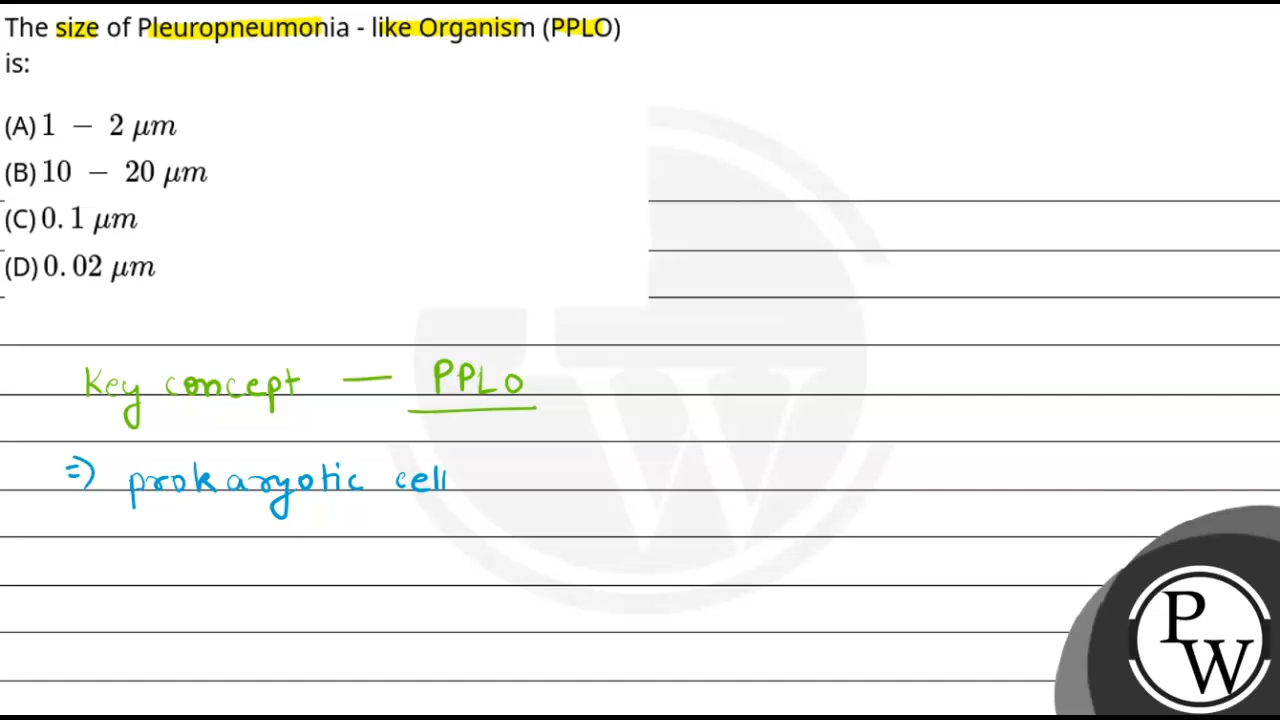 The size of Pleuropneumonia - like Organism (PPLO)
is:
(A) 1 − 2 μm
(B) 10 − 20 μm
(C) 0.1 μm
(D) 0.02 μm
Key concept — PPLO
=) prokaryotic cell
PW